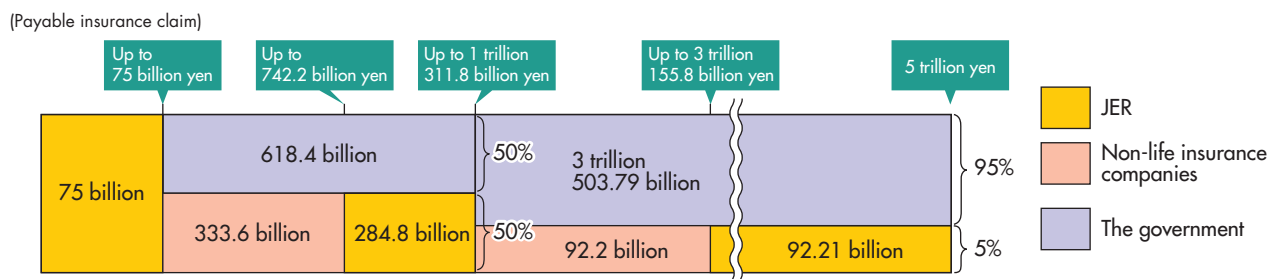 (Payable insurance claim)
Up to
75 billion yen
Up to
742.2 billion yen
Up to 1 trillion
311.8 billion yen
Up to 3 trillion
155.8 billion yen
5 trillion yen
75 billion
618.4 billion
50%
3 trillion
503.79 billion
95%
333.6 billion
284.8 billion
50%
92.2 billion
92.21 billion
5%
JER
Non-life insurance
companies
The government